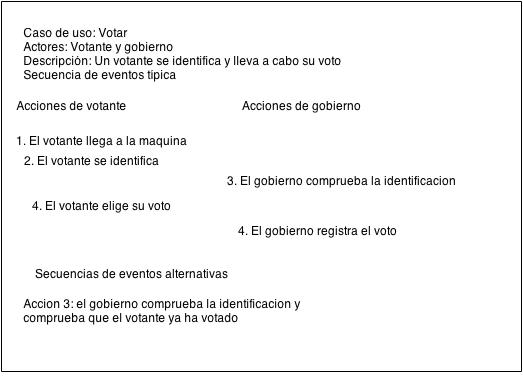 Caso de uso: Votar
Actores: Votante y gobierno
Descripciòn: Un votante se identifica y lleva a cabo su voto
Secuencia de eventos tipica
Acciones de votante
Acciones de gobierno
1. El votante llega a la maquina
2. El votante se identifica
3. El gobierno comprueba la identificacion
4. El votante elige su voto
4. El gobierno registra el voto
Secuencias de eventos alternativas
Accion 3: el gobierno comprueba la identificacion y
comprueba que el votante ya ha votado